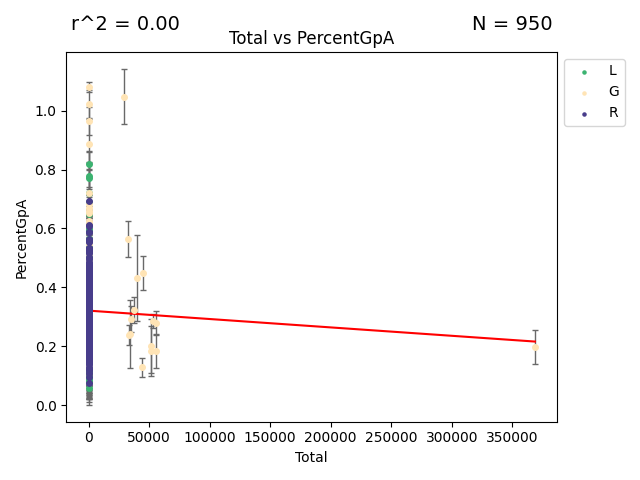 r^2 = 0.00
N = 950
Total vs PercentGpA
L
G
R
1.0
0.8
0.6
0.4
0.2
0.0
PercentGpA
0 50000 100000 150000 200000 250000 300000 350000
Total